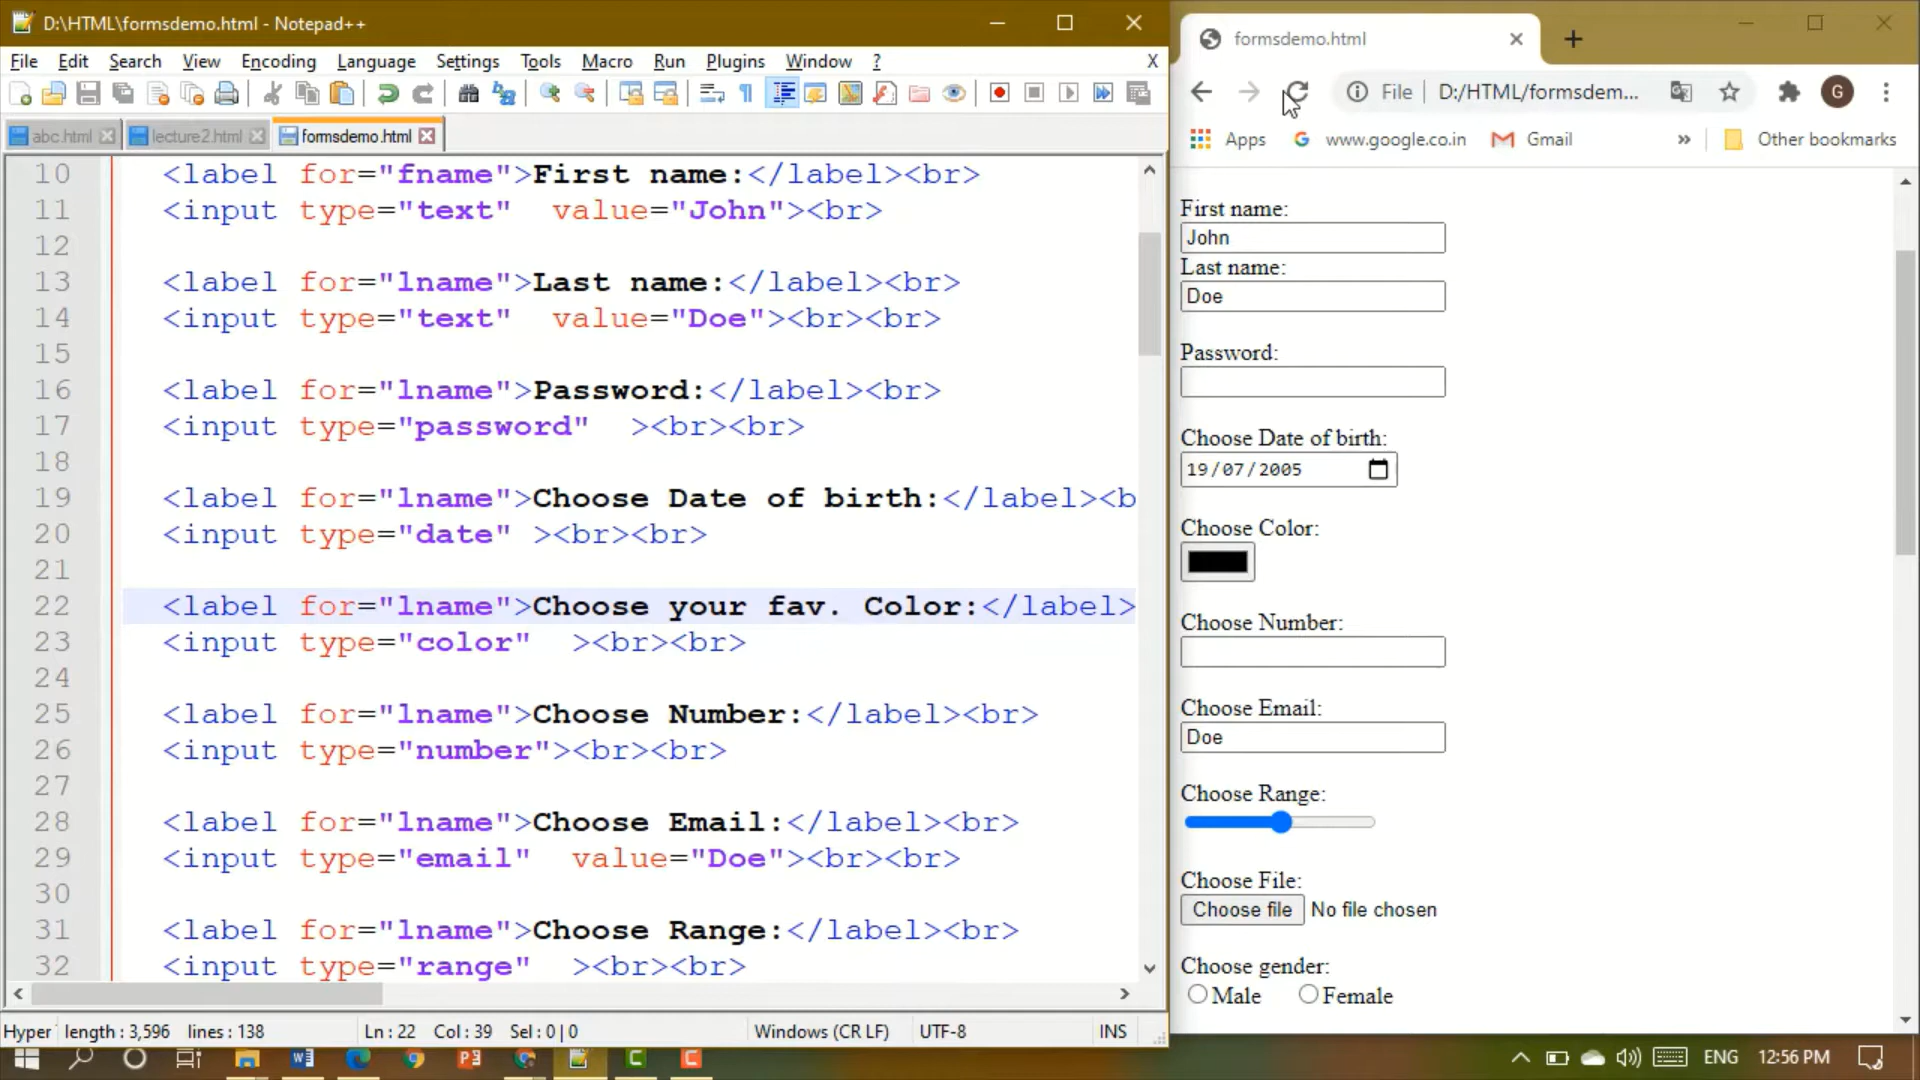 D:\HTML\formsdemo.html - Notepad++
File Edit Search View Encoding Language Settings Tools Macro Run Plugins Window ? X
abc.html lecture2.html formsdemo.html
10 <label for="fname">First name:</label><br>
11 <input type="text"  value="John"><br>
12
13 <label for="lname">Last name:</label><br>
14 <input type="text"  value="Doe"><br><br>
15
16 <label for="lname">Password:</label><br>
17 <input type="password"  ><br><br>
18
19 <label for="lname">Choose Date of birth:</label><b
20 <input type="date" ><br><br>
21
22 <label for="lname">Choose your fav. Color:</label>
23 <input type="color"  ><br><br>
24
25 <label for="lname">Choose Number:</label><br>
26 <input type="number"><br><br>
27
28 <label for="lname">Choose Email:</label><br>
29 <input type="email"  value="Doe"><br><br>
30
31 <label for="lname">Choose Range:</label><br>
32 <input type="range"  ><br><br>
Hyper length : 3,596 lines : 138 Ln : 22 Col : 39 Sel : 0 | 0 Windows (CR LF) UTF-8 INS
formsdemo.html
File D:/HTML/formsdem... G
Apps www.google.co.in Gmail » Other bookmarks
First name:
John
Last name:
Doe
Password:
Choose Date of birth:
19/07/2005
Choose Color:
Choose Number:
Choose Email:
Doe
Choose Range:
Choose File:
Choose file No file chosen
Choose gender:
Male Female
ENG 12:56 PM